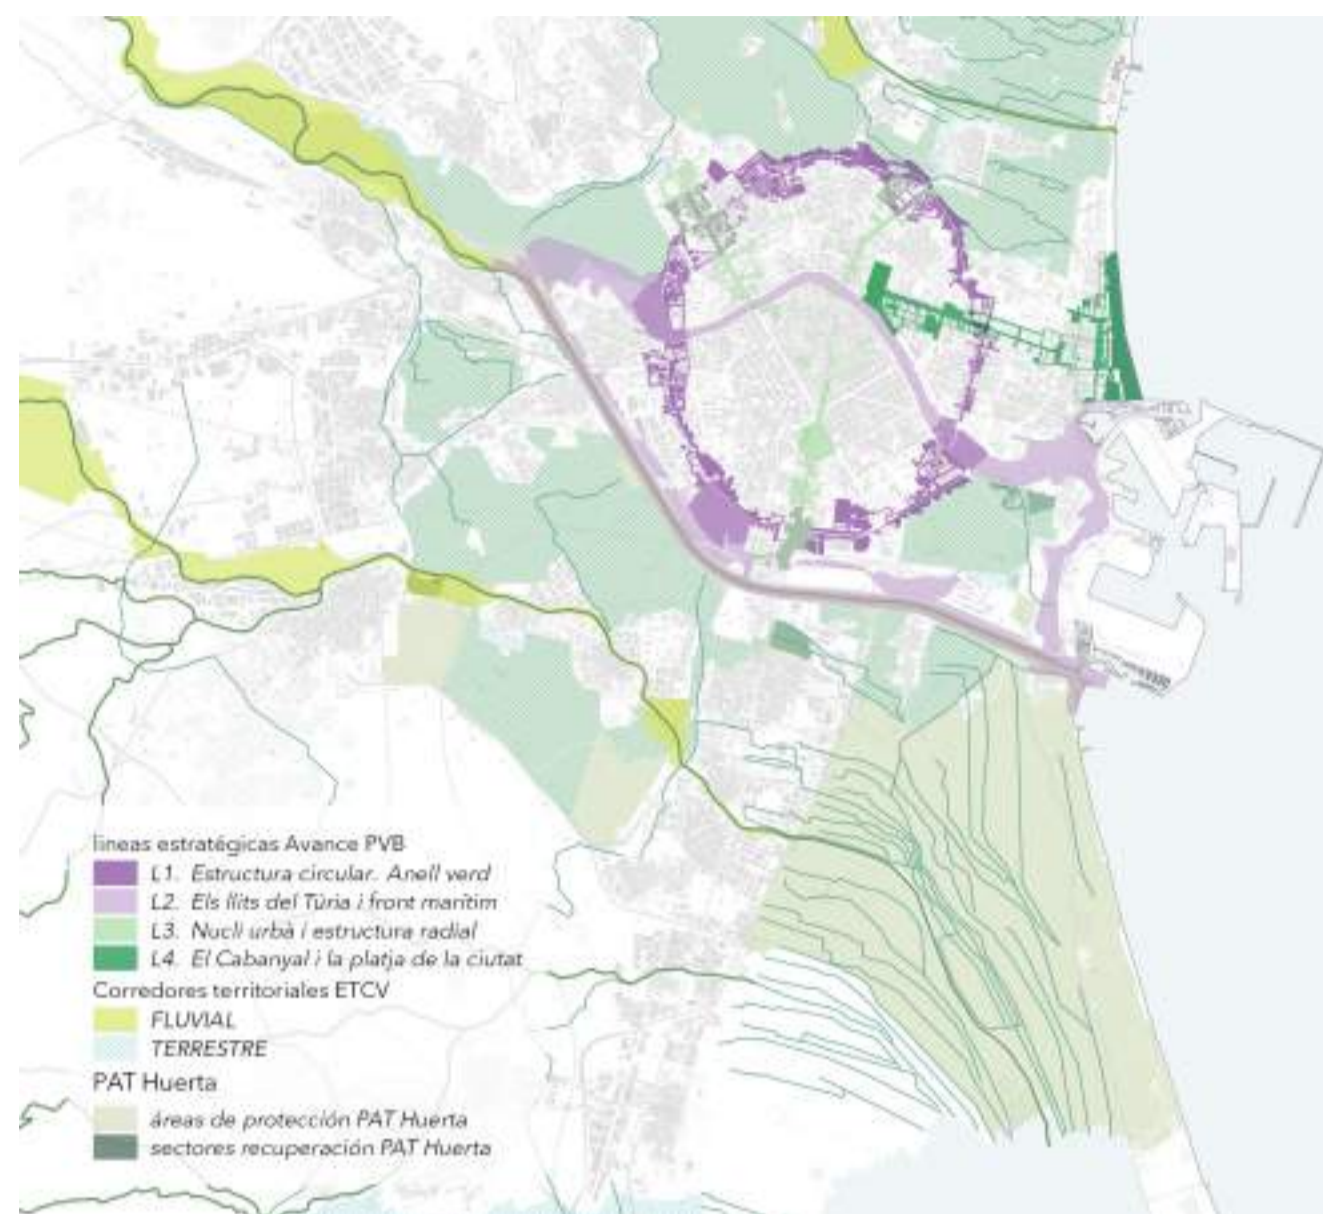 líneas estratégicas Avance PVB
L1. Estructura circular. Anell verd
L2. Els llits del Túria i front marítim
L3. Nucli urbà i estructura radial
L4. El Cabanyal i la platja de la ciutat
Corredores territoriales ETCV
FLUVIAL
TERRESTRE
PAT Huerta
áreas de protección PAT Huerta
sectores recuperación PAT Huerta